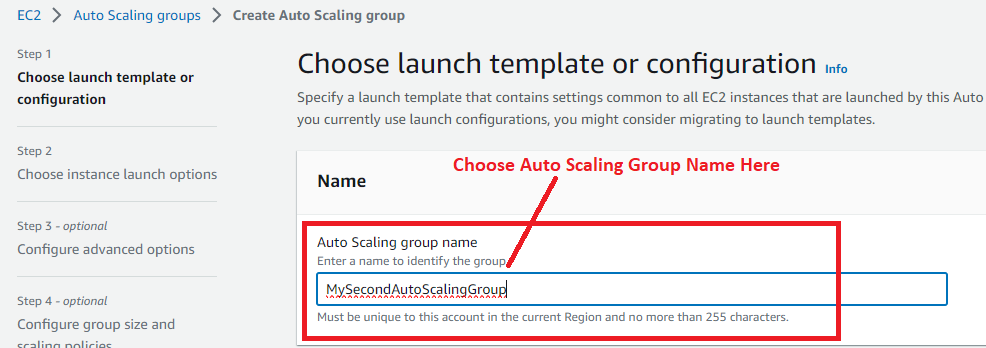 EC2 > Auto Scaling groups > Create Auto Scaling group
Step 1
Choose launch template or
configuration
Step 2
Choose instance launch options
Step 3 - optional
Configure advanced options
Step 4 - optional
Configure group size and
scaling policies
Choose launch template or configuration Info
Specify a launch template that contains settings common to all EC2 instances that are launched by this Auto
you currently use launch configurations, you might consider migrating to launch templates.
Choose Auto Scaling Group Name Here
Name
Auto Scaling group name
Enter a name to identify the group.
MySecondAutoScalingGroup
Must be unique to this account in the current Region and no more than 255 characters.